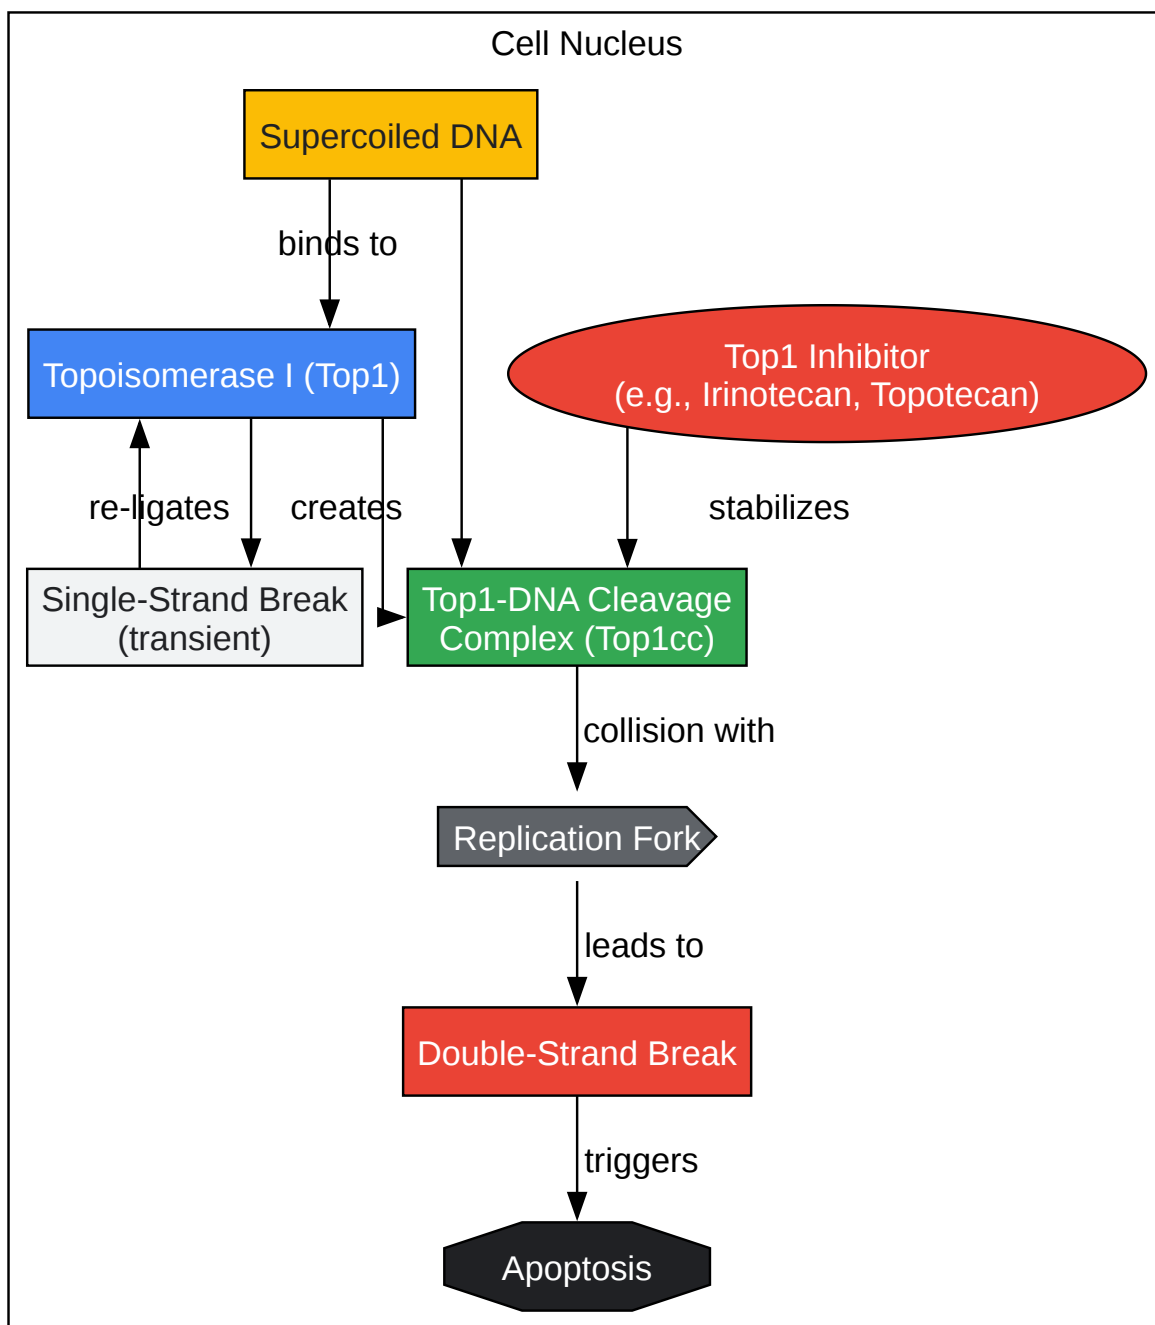 Cell Nucleus
Supercoiled DNA
binds to
Topoisomerase I (Top1)
Top1 Inhibitor
(e.g., Irinotecan, Topotecan)
re-ligates
creates
stabilizes
Single-Strand Break
(transient)
Top1-DNA Cleavage
Complex (Top1cc)
collision with
Replication Fork
leads to
Double-Strand Break
triggers
Apoptosis